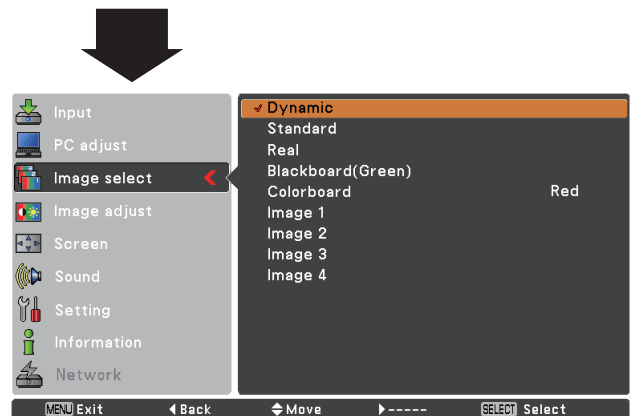 Input
PC adjust
Image select
Image adjust
Screen
Sound
Setting
Information
Network
Dynamic
Standard
Real
Blackboard(Green)
Colorboard Red
Image 1
Image 2
Image 3
Image 4
MENU Exit Back Move ----- SELECT Select